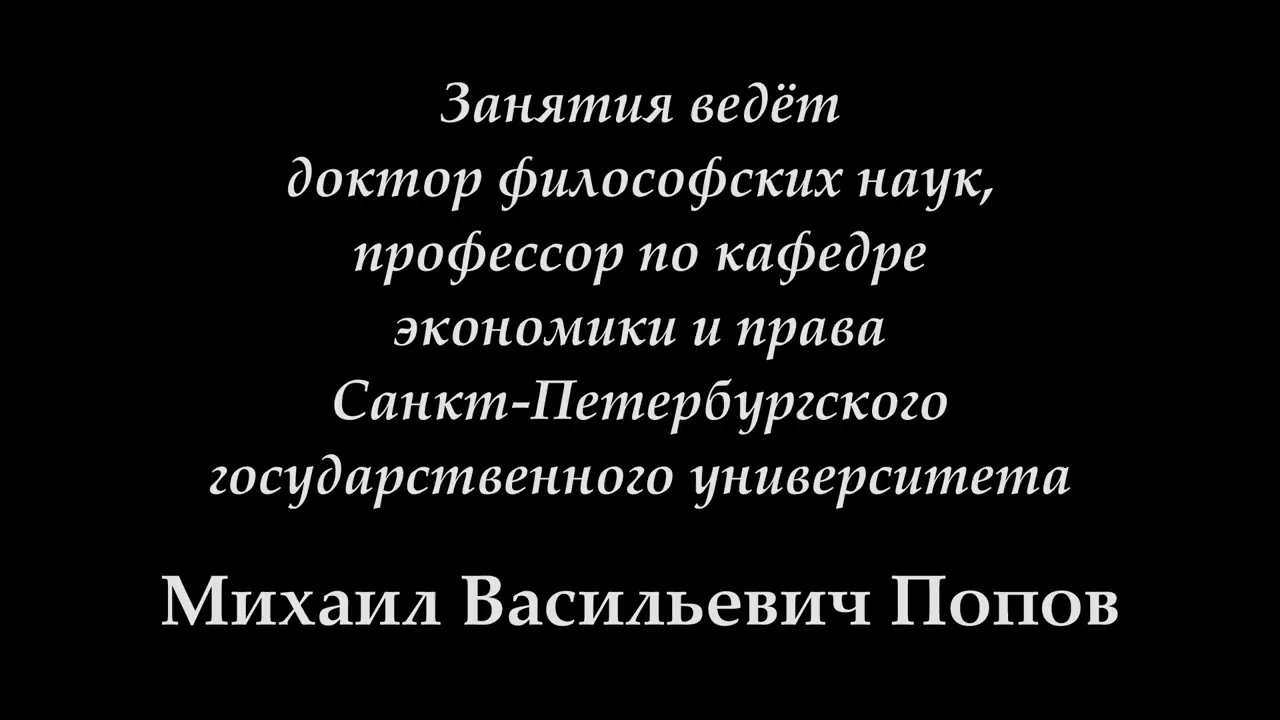 Занятия ведёт
доктор философских наук,
профессор по кафедре
экономики и права
Санкт-Петербургского
государственного университета
Михаил Васильевич Попов